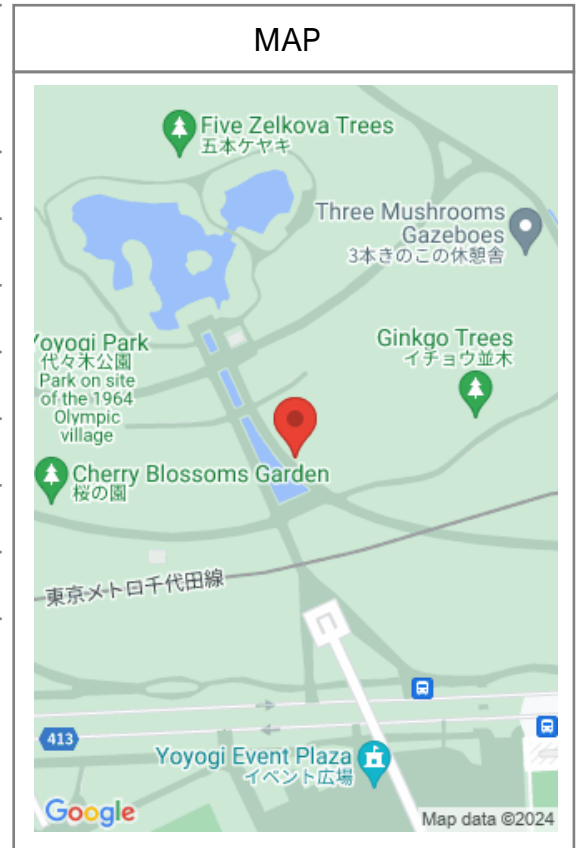 MAP
Five Zelkova Trees
五本ケヤキ
Three Mushrooms
Gazeboes
3本きのこの休憩舎
Yoyogi Park
代々木公園
Park on site
of the 1964
Olympic
village
Ginkgo Trees
イチョウ並木
Cherry Blossoms Garden
桜の園
東京メトロ千代田線
413
Yoyogi Event Plaza
イベント広場
Google
Map data ©2024